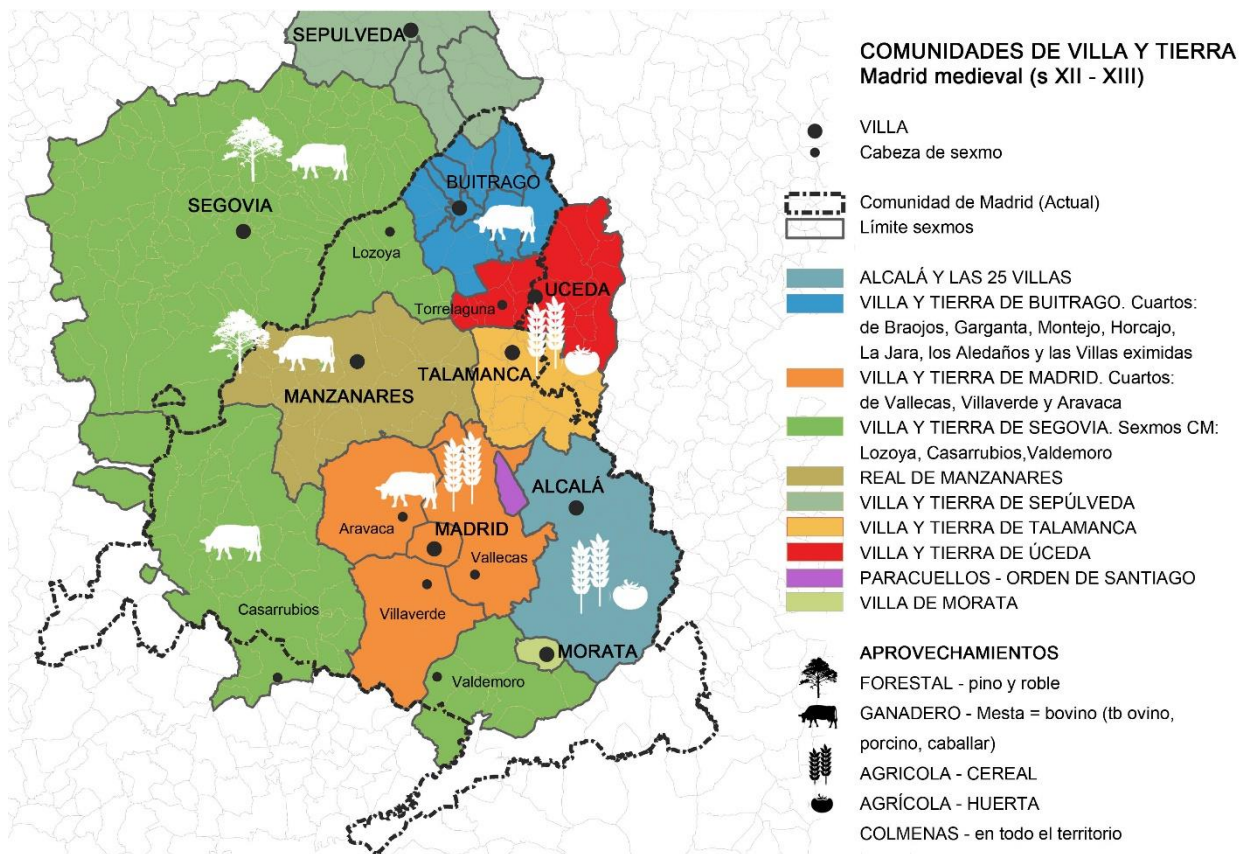 SEPULVEDA
SEGOVIA
BUITRAGO
Lozoya
UCEDA
Torrelaguna
TALAMANCA
MANZANARES
ALCALÁ
Aravaca
MADRID
Vallecas
Casarrubios
Villaverde
MORATA
Valdemoro
COMUNIDADES DE VILLA Y TIERRA
Madrid medieval (s XII - XIII)
VILLA
Cabeza de sexmo
Comunidad de Madrid (Actual)
Límite sexmos
ALCALÁ Y LAS 25 VILLAS
VILLA Y TIERRA DE BUITRAGO. Cuartos:
de Braojos, Garganta, Montejo, Horcajo,
La Jara, los Aledaños y las Villas eximidas
VILLA Y TIERRA DE MADRID. Cuartos:
de Vallecas, Villaverde y Aravaca
VILLA Y TIERRA DE SEGOVIA. Sexmos CM:
Lozoya, Casarrubios,Valdemoro
REAL DE MANZANARES
VILLA Y TIERRA DE SEPÚLVEDA
VILLA Y TIERRA DE TALAMANCA
VILLA Y TIERRA DE ÚCEDA
PARACUELLOS - ORDEN DE SANTIAGO
VILLA DE MORATA
APROVECHAMIENTOS
FORESTAL - pino y roble
GANADERO - Mesta = bovino (tb ovino,
porcino, caballar)
AGRICOLA - CEREAL
AGRÍCOLA - HUERTA
COLMENAS - en todo el territorio